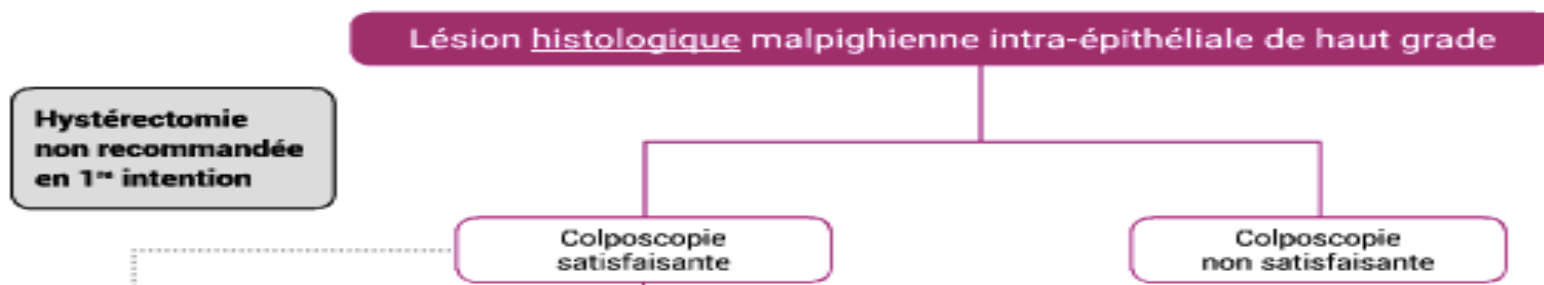 Lésion histologique malpighienne intra-épithéliale de haut grade
Hystérectomie
non recommandée
en 1re intention
Colposcopie
satisfaisante
Colposcopie
non satisfaisante